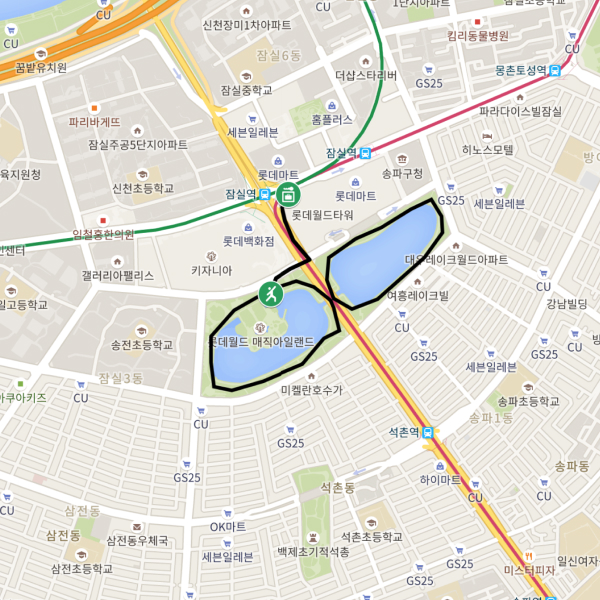 CU
신천장미1차아파트
1단지아파트
CU
킴리동물병원
CU
꿈밭유치원
잠실6동
더샵스타리버
몽촌토성역
잠실중학교
GS25
파리바게뜨
세븐일레븐
홈플러스
파라다이스빌잠실
잠실주공5단지아파트
잠실역
히노스모텔
롯데마트
송파구청
육지원청
신천초등학교
잠실역
롯데마트
GS25
세븐일레븐
롯데월드타워
임철홍한의원
롯데백화점
인센터
키자니아
대우레이크월드아파트
갤러리아팰리스
CU
여흥레이크빌
강남빌딩
일고등학교
CU
송전초등학교
롯데월드 매직아일랜드
CU
GS25
세븐일레븐
GS25
잠실3동
CU
아쿠아키즈
미켈란호수가
송파초등학교
CU
송파1동
석촌역
GS25
송파동
GS25
하이마트
석촌동
CU
CU
CU
삼전동
OK마트
삼전동
삼전동우체국
석촌초등학교
세븐일레븐
백제초기적석총
GS25
삼전초등학교
미스터피자
일신여자
GS25
CU
송파역